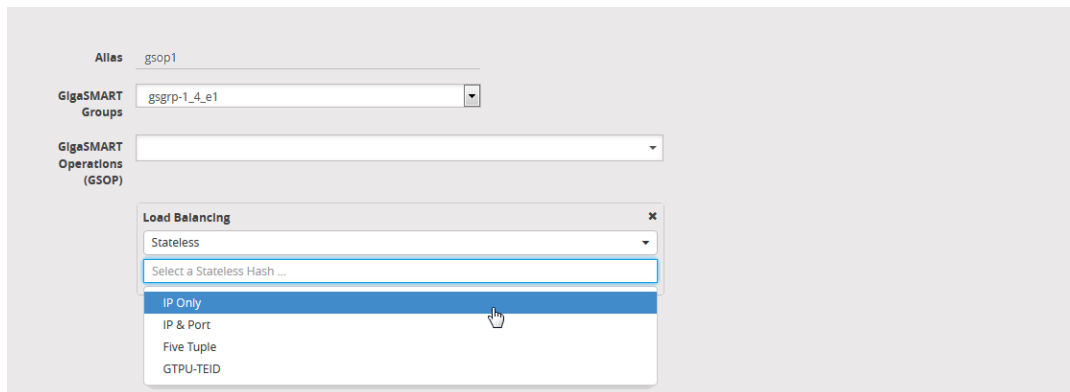 Alias gsop1
GigaSMART Groups gsgrp-1_4_e1
GigaSMART Operations (GSOP)
Load Balancing ×
Stateless
Select a Stateless Hash ...
IP Only
IP & Port
Five Tuple
GTPU-TEID